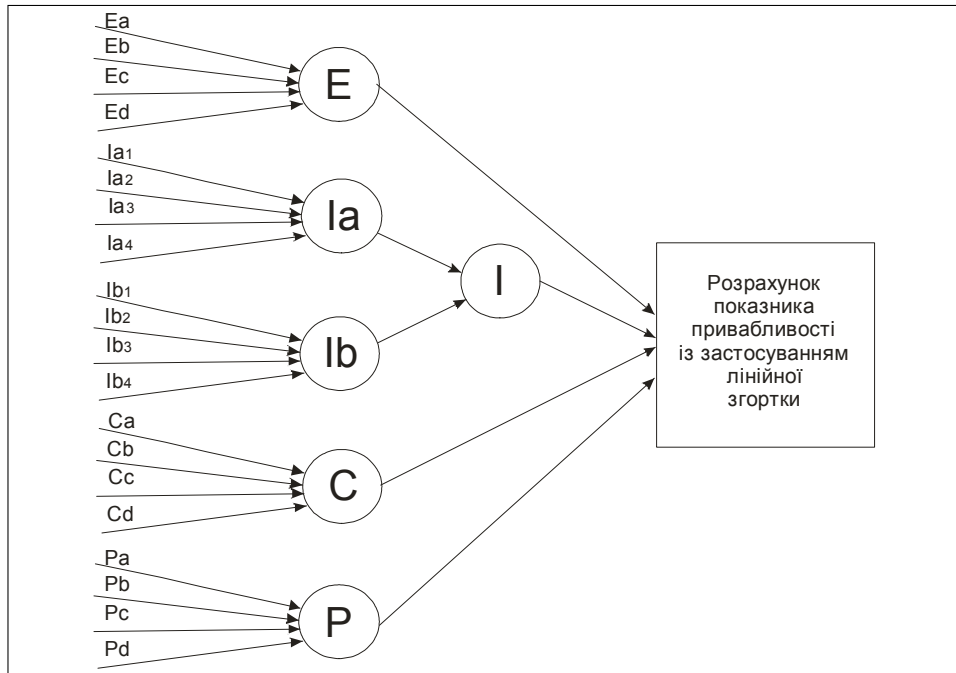 Ea
Eb
Ec
Ed
E
Ia1
Ia2
Ia3
Ia4
Ia
Ib1
Ib2
Ib3
Ib4
Ib
I
Ca
Cb
Cc
Cd
C
Pa
Pb
Pc
Pd
P
Розрахунок
показника
привабливості
із застосуванням
лінійної
згортки